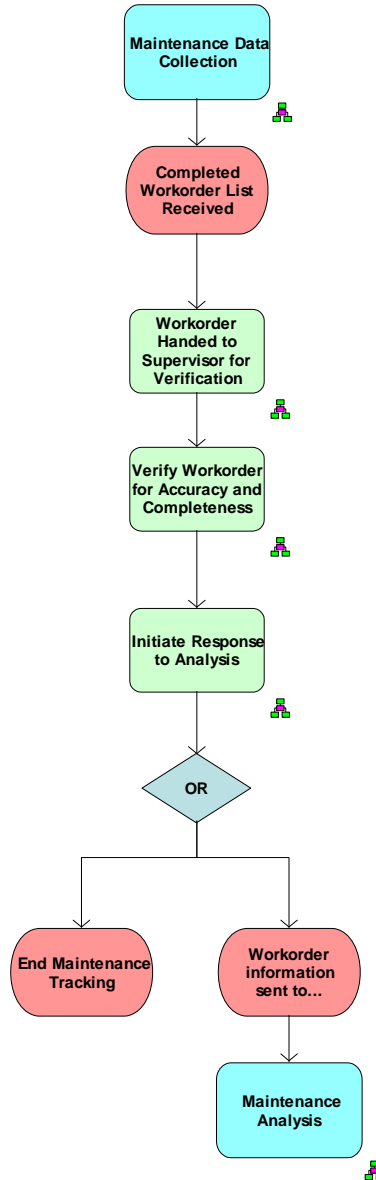 Maintenance Data
Collection
Completed
Workorder List
Received
Workorder
Handed to
Supervisor for
Verification
Verify Workorder
for Accuracy and
Completeness
Initiate Response
to Analysis
OR
End Maintenance
Tracking
Workorder
information
sent to...
Maintenance
Analysis